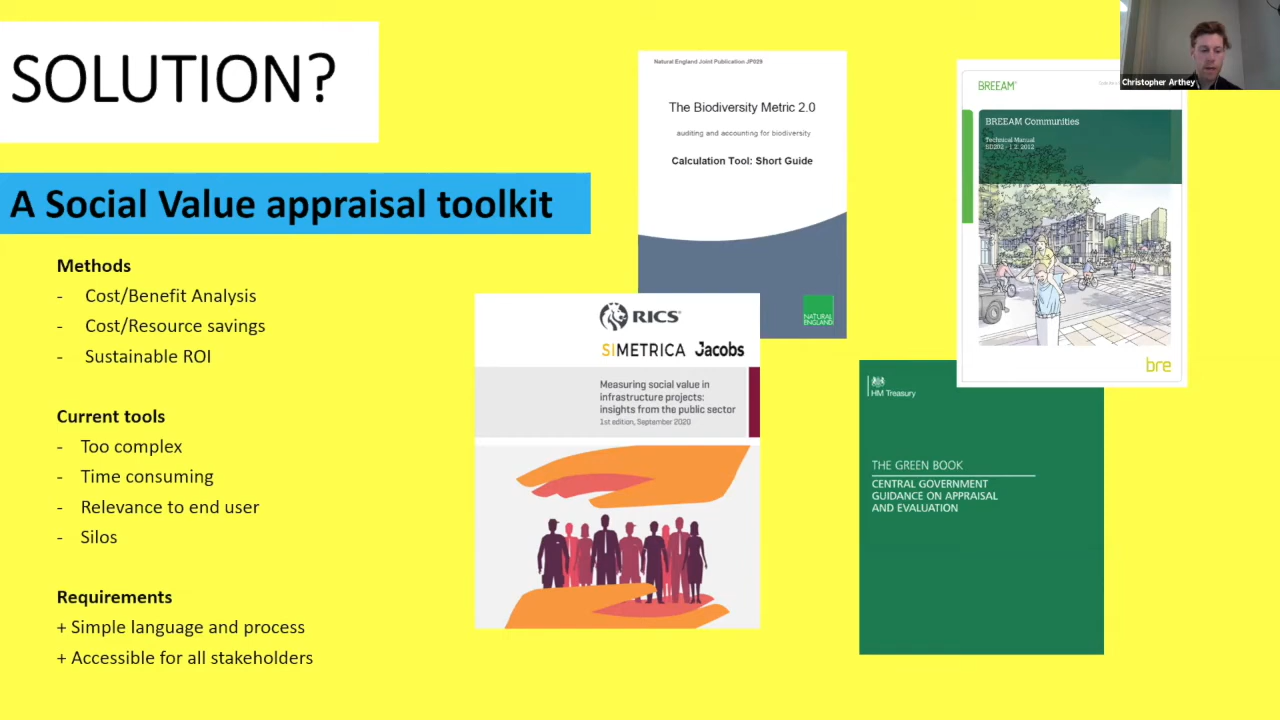 SOLUTION?
A Social Value appraisal toolkit
Methods
- Cost/Benefit Analysis
- Cost/Resource savings
- Sustainable ROI
Current tools
- Too complex
- Time consuming
- Relevance to end user
- Silos
Requirements
+ Simple language and process
+ Accessible for all stakeholders
Natural England Joint Publication JP029
The Biodiversity Metric 2.0
auditing and accounting for biodiversity
Calculation Tool: Short Guide
NATURAL
ENGLAND
RICS
SIMETRICA Jacobs
Measuring social value in
infrastructure projects:
insights from the public sector
1st edition, September 2020
BREEAM
BREEAM Communities
Technical Manual
SD202 - 1.2: 2012
bre
HM Treasury
THE GREEN BOOK
CENTRAL GOVERNMENT
GUIDANCE ON APPRAISAL
AND EVALUATION
Christopher Arthey